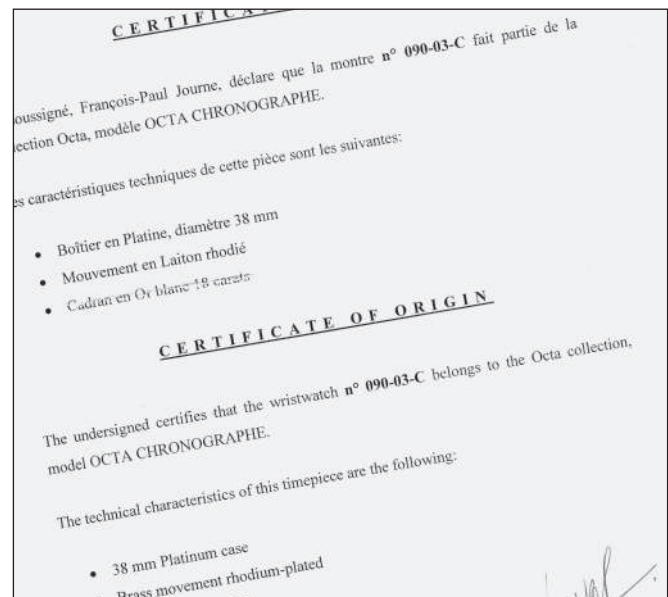 CERTIFICA
oussigné, François-Paul Journe, déclare que la montre n° 090-03-C fait partie de la
ection Octa, modèle OCTA CHRONOGRAPHE.
es caractéristiques techniques de cette pièce sont les suivantes:
• Boîtier en Platine, diamètre 38 mm
• Mouvement en Laiton rhodié
• Cadran en Or blanc 18 carats
CERTIFICATE OF ORIGIN
The undersigned certifies that the wristwatch n° 090-03-C belongs to the Octa collection,
model OCTA CHRONOGRAPHE.
The technical characteristics of this timepiece are the following:
• 38 mm Platinum case
• Brass movement rhodium-plated